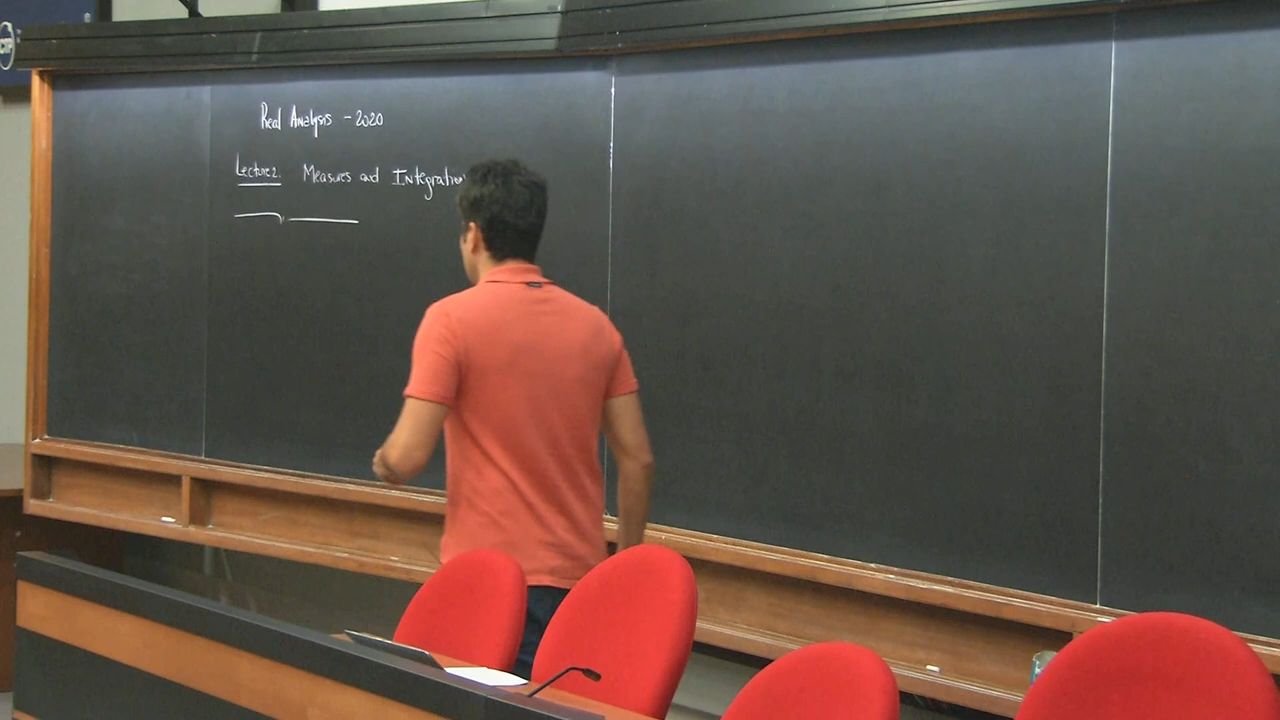 Real Analysis - 2020
Lecture 2. Measures and Integration